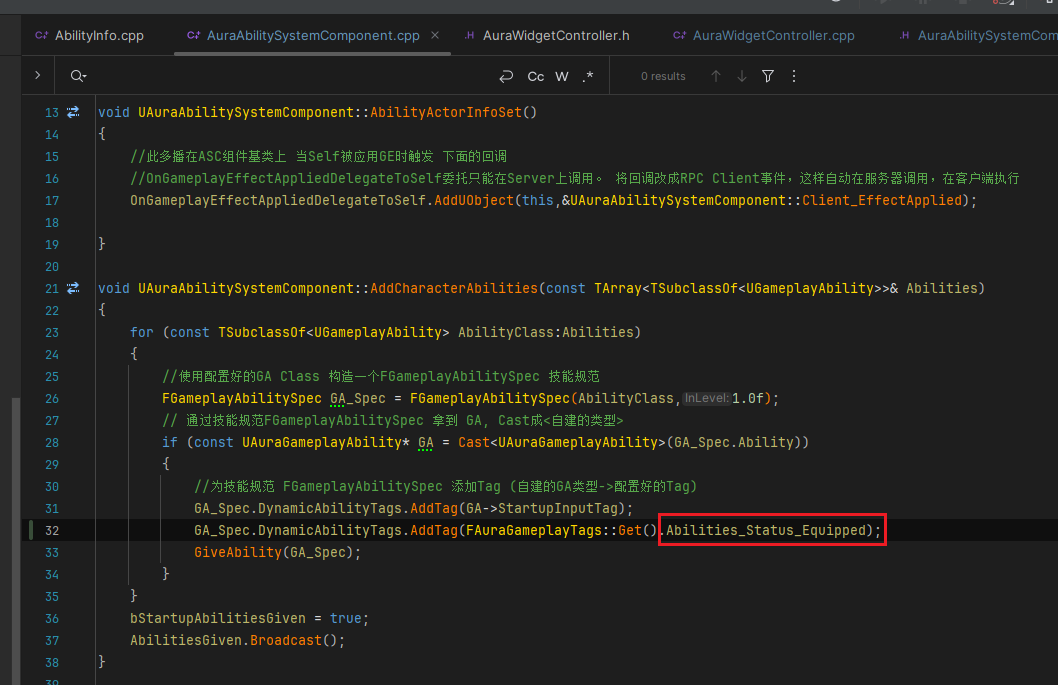 AbilityInfo.cpp AuraAbilitySystemComponent.cpp AuraWidgetController.h AuraWidgetController.cpp AuraAbilitySystemCom
Cc W .* 0 results
13 void UAuraAbilitySystemComponent::AbilityActorInfoSet()
14 {
15 //此多播在ASC组件基类上 当Self被应用GE时触发 下面的回调
16 //OnGameplayEffectAppliedDelegateToSelf委托只能在Server上调用。 将回调改成RPC Client事件，这样自动在服务器调用，在客户端执行
17 OnGameplayEffectAppliedDelegateToSelf.AddUObject(this,&UAuraAbilitySystemComponent::Client_EffectApplied);
18
19 }
20
21 void UAuraAbilitySystemComponent::AddCharacterAbilities(const TArray<TSubclassOf<UGameplayAbility>>& Abilities)
22 {
23 for (const TSubclassOf<UGameplayAbility> AbilityClass:Abilities)
24 {
25 //使用配置好的GA Class 构造一个FGameplayAbilitySpec 技能规范
26 FGameplayAbilitySpec GA_Spec = FGameplayAbilitySpec(AbilityClass, InLevel: 1.0f);
27 // 通过技能规范FGameplayAbilitySpec 拿到 GA, Cast成<自建的类型>
28 if (const UAuraGameplayAbility* GA = Cast<UAuraGameplayAbility>(GA_Spec.Ability))
29 {
30 //为技能规范 FGameplayAbilitySpec 添加Tag (自建的GA类型->配置好的Tag)
31 GA_Spec.DynamicAbilityTags.AddTag(GA->StartupInputTag);
32 GA_Spec.DynamicAbilityTags.AddTag(FAuraGameplayTags::Get().Abilities_Status_Equipped);
33 GiveAbility(GA_Spec);
34 }
35 }
36 bStartupAbilitiesGiven = true;
37 AbilitiesGiven.Broadcast();
38 }
39